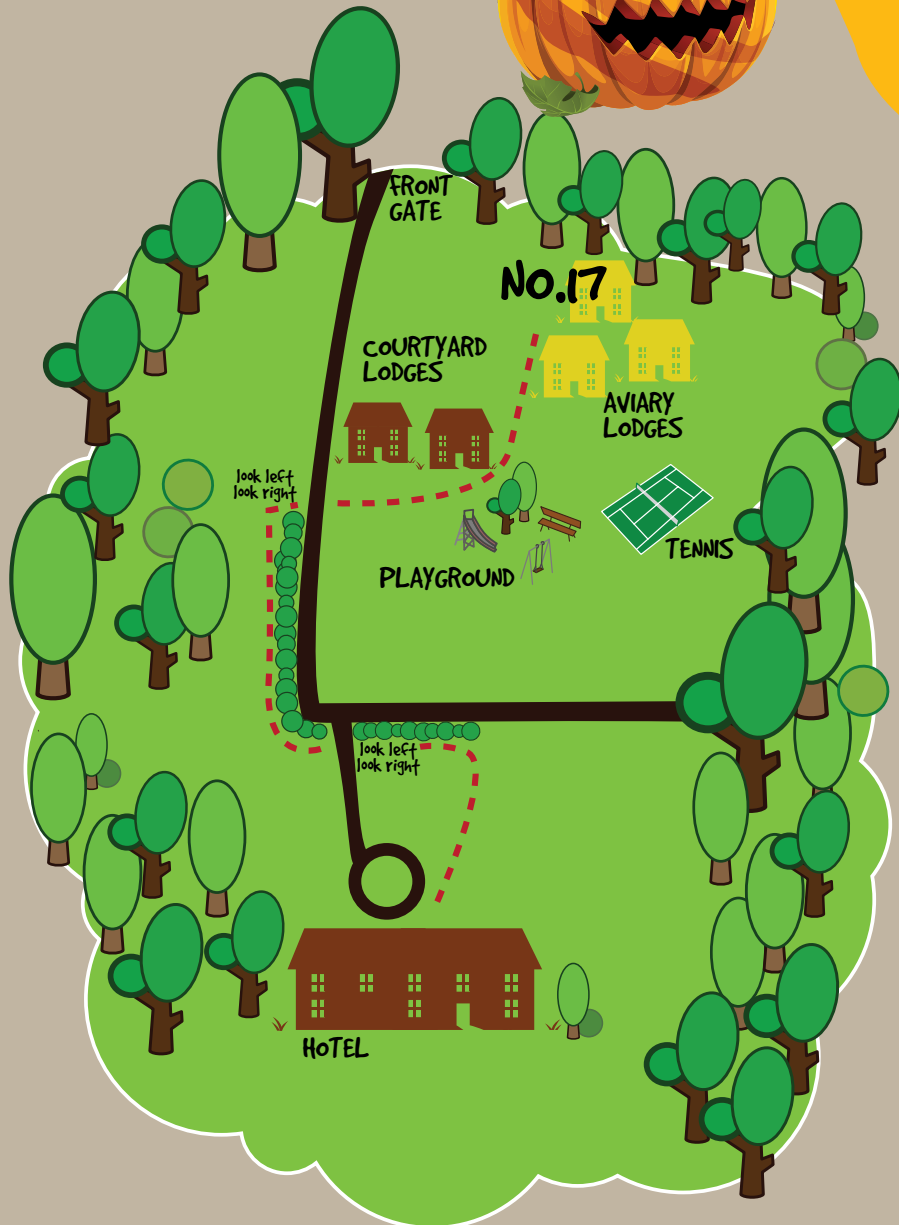 FRONT
GATE
NO.17
COURTYARD
LODGES
AVIARY
LODGES
look left
look right
TENNIS
PLAYGROUND
look left
look right
HOTEL